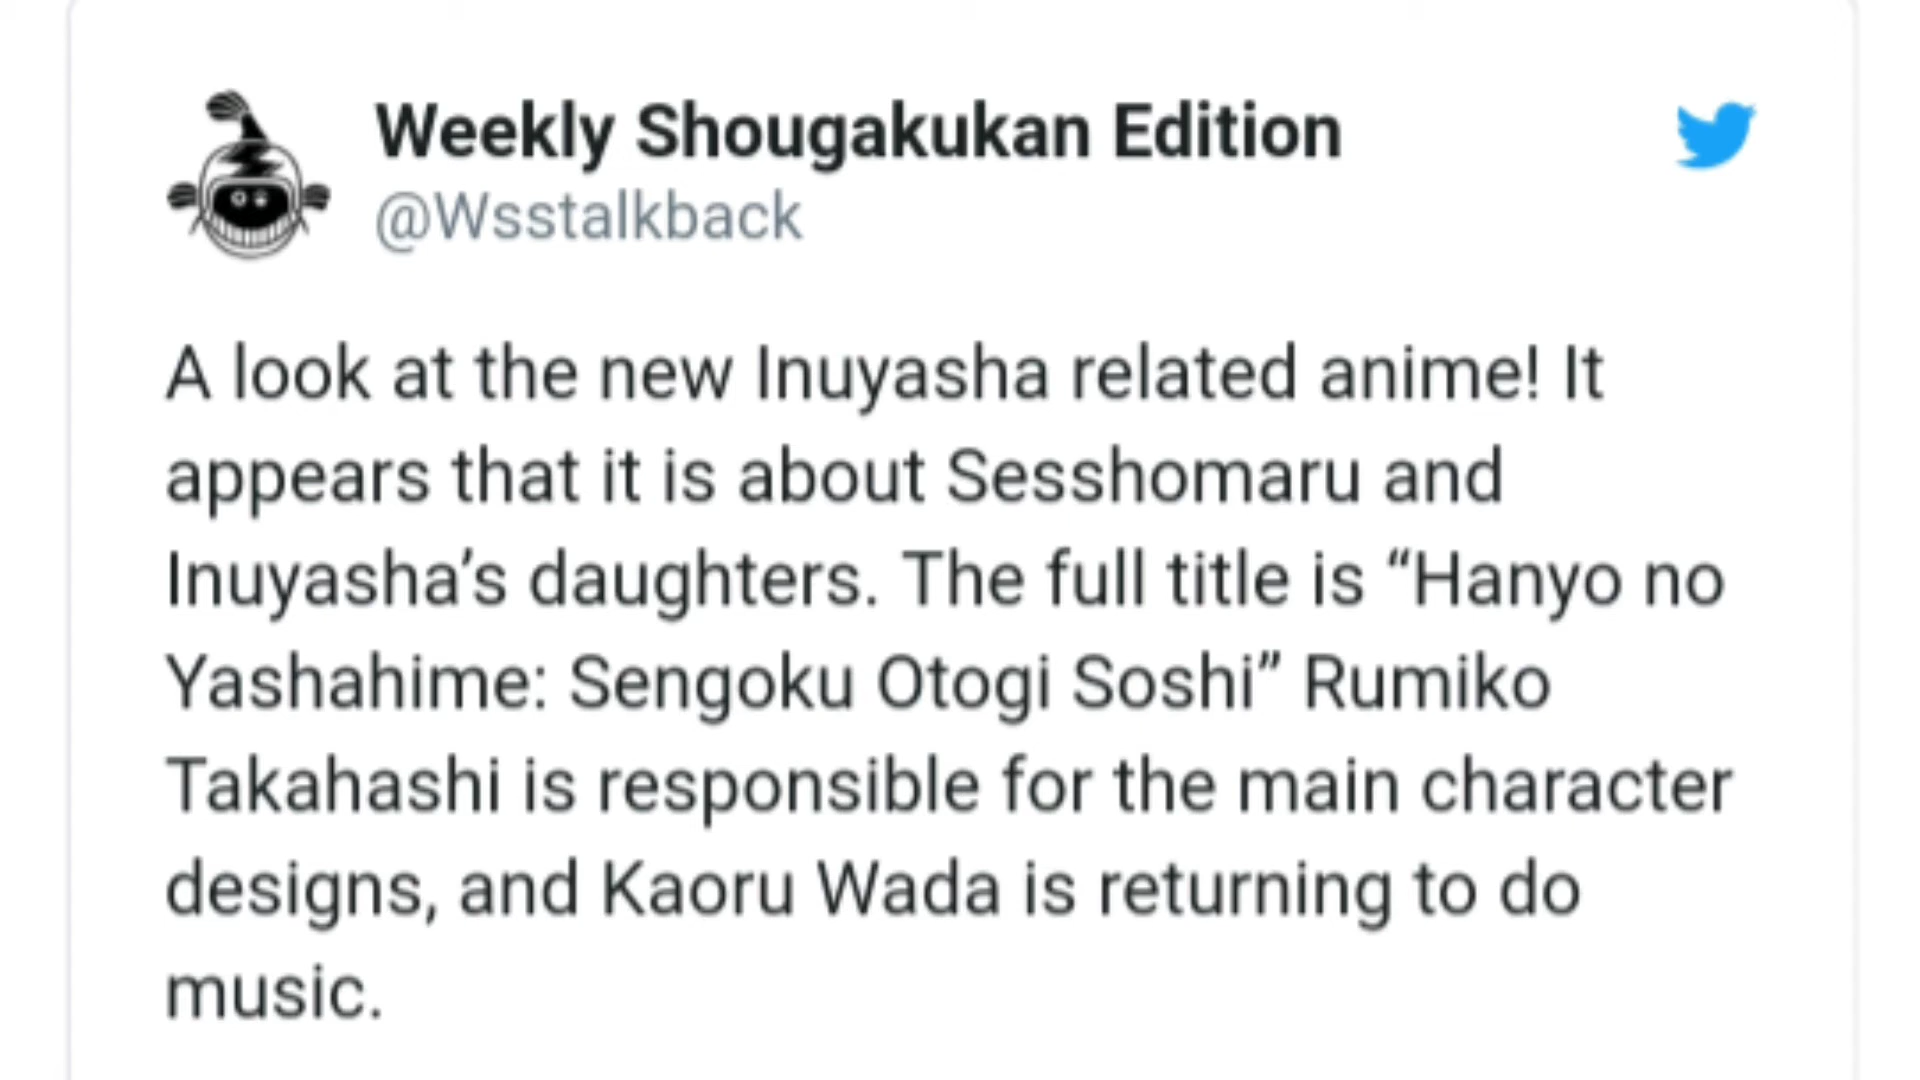 Weekly Shougakukan Edition
@Wsstalkback
A look at the new Inuyasha related anime! It
appears that it is about Sesshomaru and
Inuyasha’s daughters. The full title is “Hanyo no
Yashahime: Sengoku Otogi Soshi” Rumiko
Takahashi is responsible for the main character
designs, and Kaoru Wada is returning to do
music.